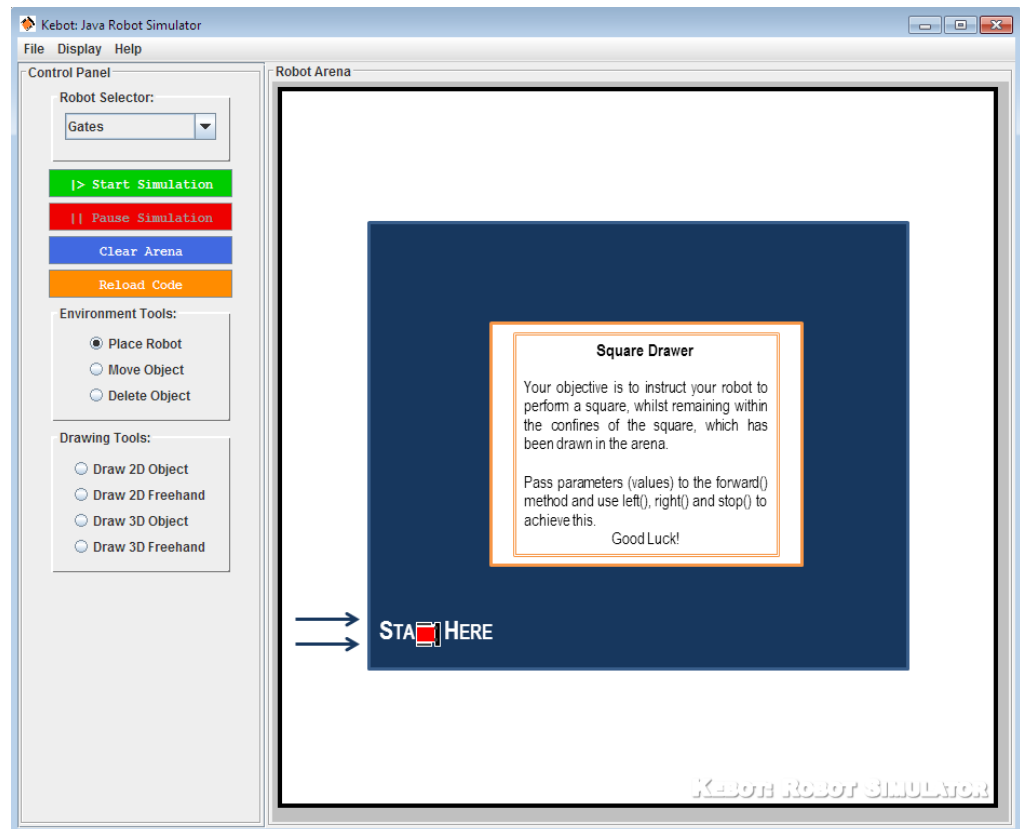 Kebot: Java Robot Simulator
File Display Help
Control Panel
Robot Selector:
Gates
|> Start Simulation
|| Pause Simulation
Clear Arena
Reload Code
Environment Tools:
Place Robot
Move Object
Delete Object
Drawing Tools:
Draw 2D Object
Draw 2D Freehand
Draw 3D Object
Draw 3D Freehand
Robot Arena
Square Drawer
Your objective is to instruct your robot to
perform a square, whilst remaining within
the confines of the square, which has
been drawn in the arena.
Pass parameters (values) to the forward()
method and use left(), right() and stop() to
achieve this.
Good Luck!
STA HERE
KEBOT: ROBOT SIMULATOR